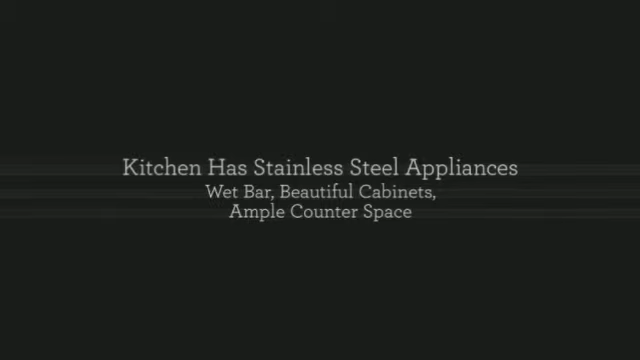 Kitchen Has Stainless Steel Appliances
Wet Bar, Beautiful Cabinets,
Ample Counter Space